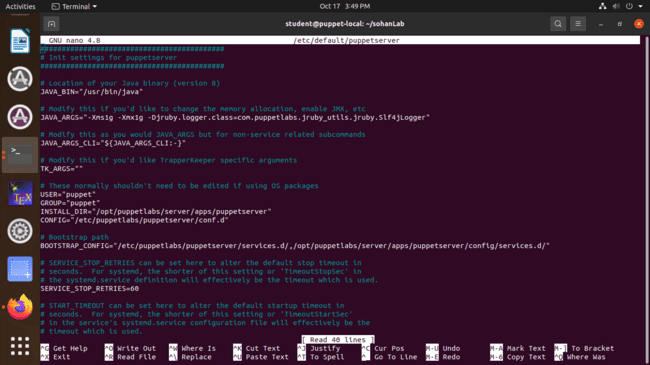 Activities
Terminal
Oct 17 3:49 PM
student@puppet-local: ~/sohanLab
GNU nano 4.8
/etc/default/puppetserver
###########################################
# Init settings for puppetserver
###########################################
# Location of your Java binary (version 8)
JAVA_BIN="/usr/bin/java"
# Modify this if you'd like to change the memory allocation, enable JMX, etc
JAVA_ARGS="-Xms1g -Xmx1g -Djruby.logger.class=com.puppetlabs.jruby_utils.jruby.Slf4jLogger"
# Modify this as you would JAVA_ARGS but for non-service related subcommands
JAVA_ARGS_CLI="${JAVA_ARGS_CLI:-}"
# Modify this if you'd like TrapperKeeper specific arguments
TK_ARGS=""
# These normally shouldn't need to be edited if using OS packages
USER="puppet"
GROUP="puppet"
INSTALL_DIR="/opt/puppetlabs/server/apps/puppetserver"
CONFIG="/etc/puppetlabs/puppetserver/conf.d"
# Bootstrap path
BOOTSTRAP_CONFIG="/etc/puppetlabs/puppetserver/services.d/,/opt/puppetlabs/server/apps/puppetserver/config/services.d/"
# SERVICE_STOP_RETRIES can be set here to alter the default stop timeout in
# seconds. For systemd, the shorter of this setting or 'TimeoutStopSec' in
# the systemd.service definition will effectively be the timeout which is used.
SERVICE_STOP_RETRIES=60
# START_TIMEOUT can be set here to alter the default startup timeout in
# seconds. For systemd, the shorter of this setting or 'TimeoutStartSec'
# in the service's systemd.service configuration file will effectively be the
# timeout which is used.
[ Read 40 lines ]
^G Get Help ^O Write Out ^W Where Is ^K Cut Text ^J Justify ^C Cur Pos M-U Undo M-A Mark Text M-] To Bracket
^X Exit ^R Read File ^\ Replace ^U Paste Text ^T To Spell ^_ Go To Line M-E Redo M-6 Copy Text ^Q Where Was